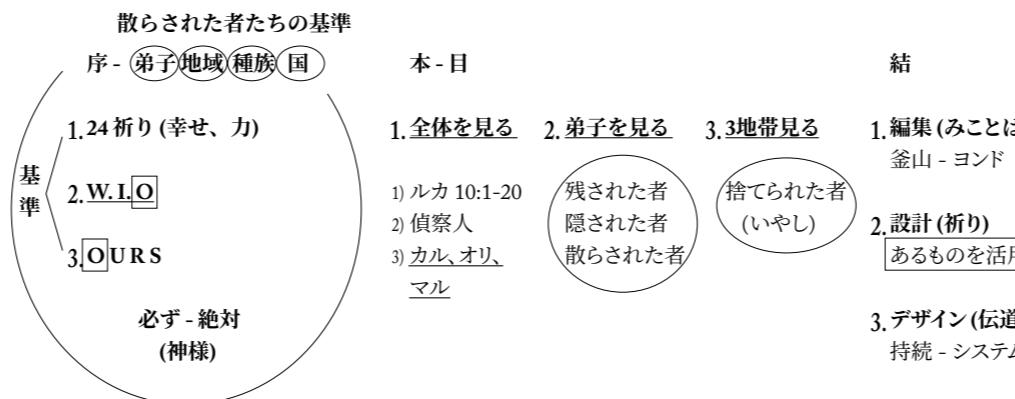 散らされた者たちの基準
序 - 弟子 地域 種族 国
基準
1. 24 祈り (幸せ、力)
2. W. I. O
3. O U R S
必ず - 絶対
(神様)
本 - 目
1. 全体を見る
1) ルカ 10:1-20
2) 偵察人
3) カル、オリ、
マル
2. 弟子を見る
残された者
隠された者
散らされた者
3. 3地帯見る
捨てられた者
(いやし)
結
1. 編集 (みことば
釜山 - ヨンド
2. 設計 (祈り)
あるものを活用
3. デザイン (伝道
持続 - システム